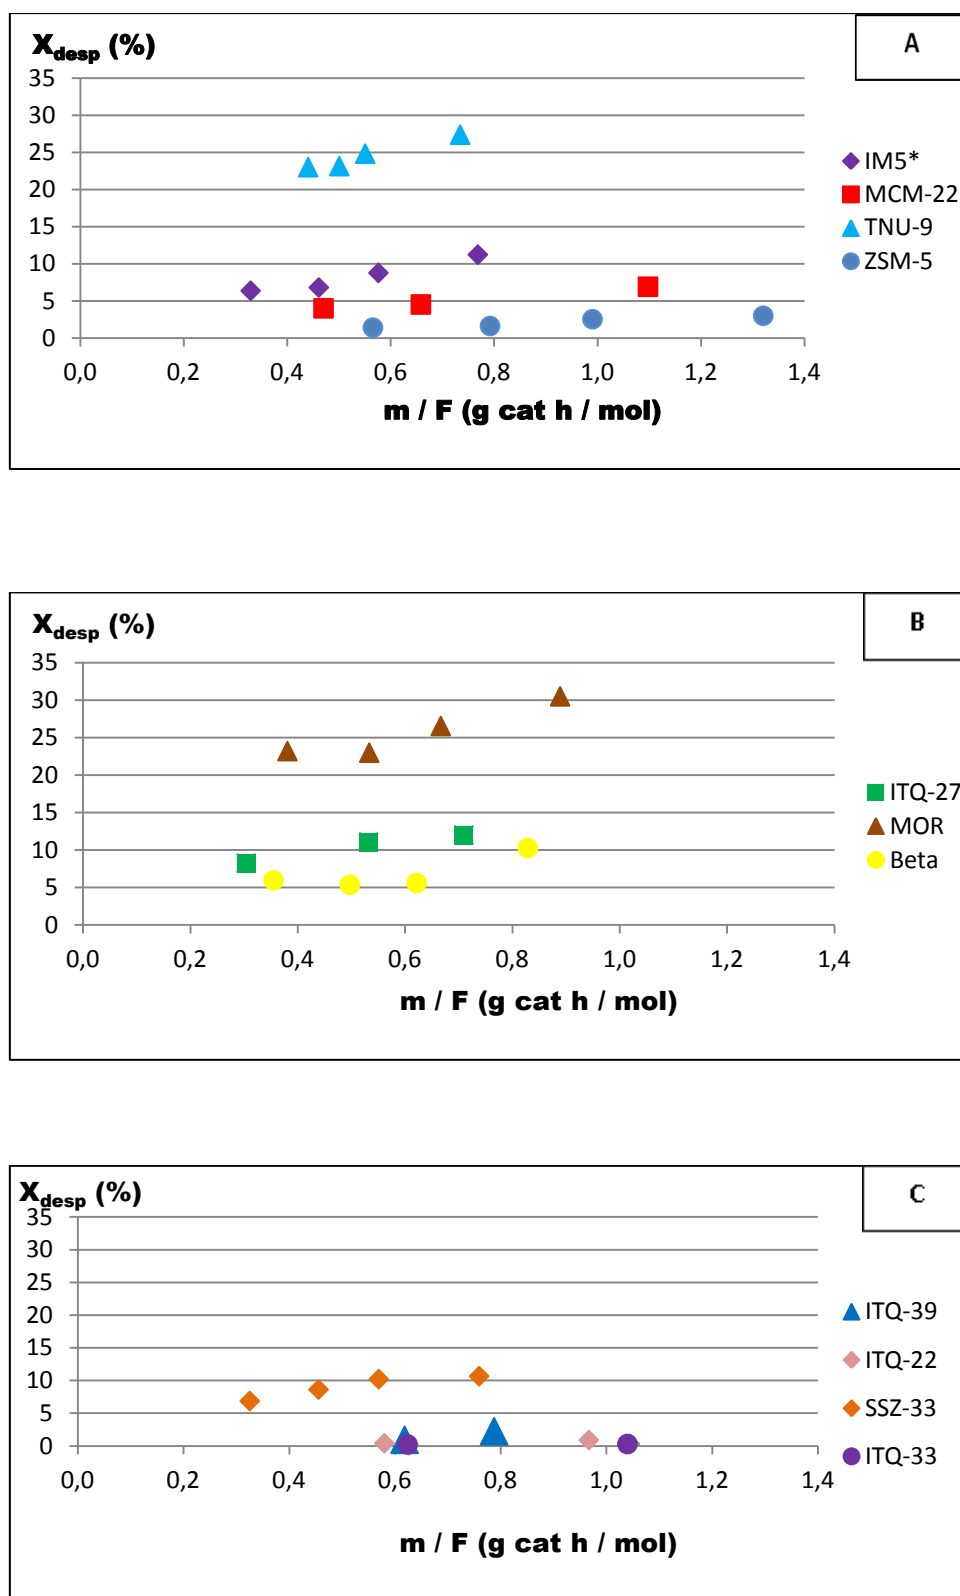 A
X_desp (%)
35
30
25
20
15
10
5
0
0,0 0,2 0,4 0,6 0,8 1,0 1,2 1,4
m / F (g cat h / mol)
IM5*
MCM-22
TNU-9
ZSM-5
B
X_desp (%)
35
30
25
20
15
10
5
0
0,0 0,2 0,4 0,6 0,8 1,0 1,2 1,4
m / F (g cat h / mol)
ITQ-27
MOR
Beta
C
X_desp (%)
35
30
25
20
15
10
5
0
0,0 0,2 0,4 0,6 0,8 1,0 1,2 1,4
m / F (g cat h / mol)
ITQ-39
ITQ-22
SSZ-33
ITQ-33